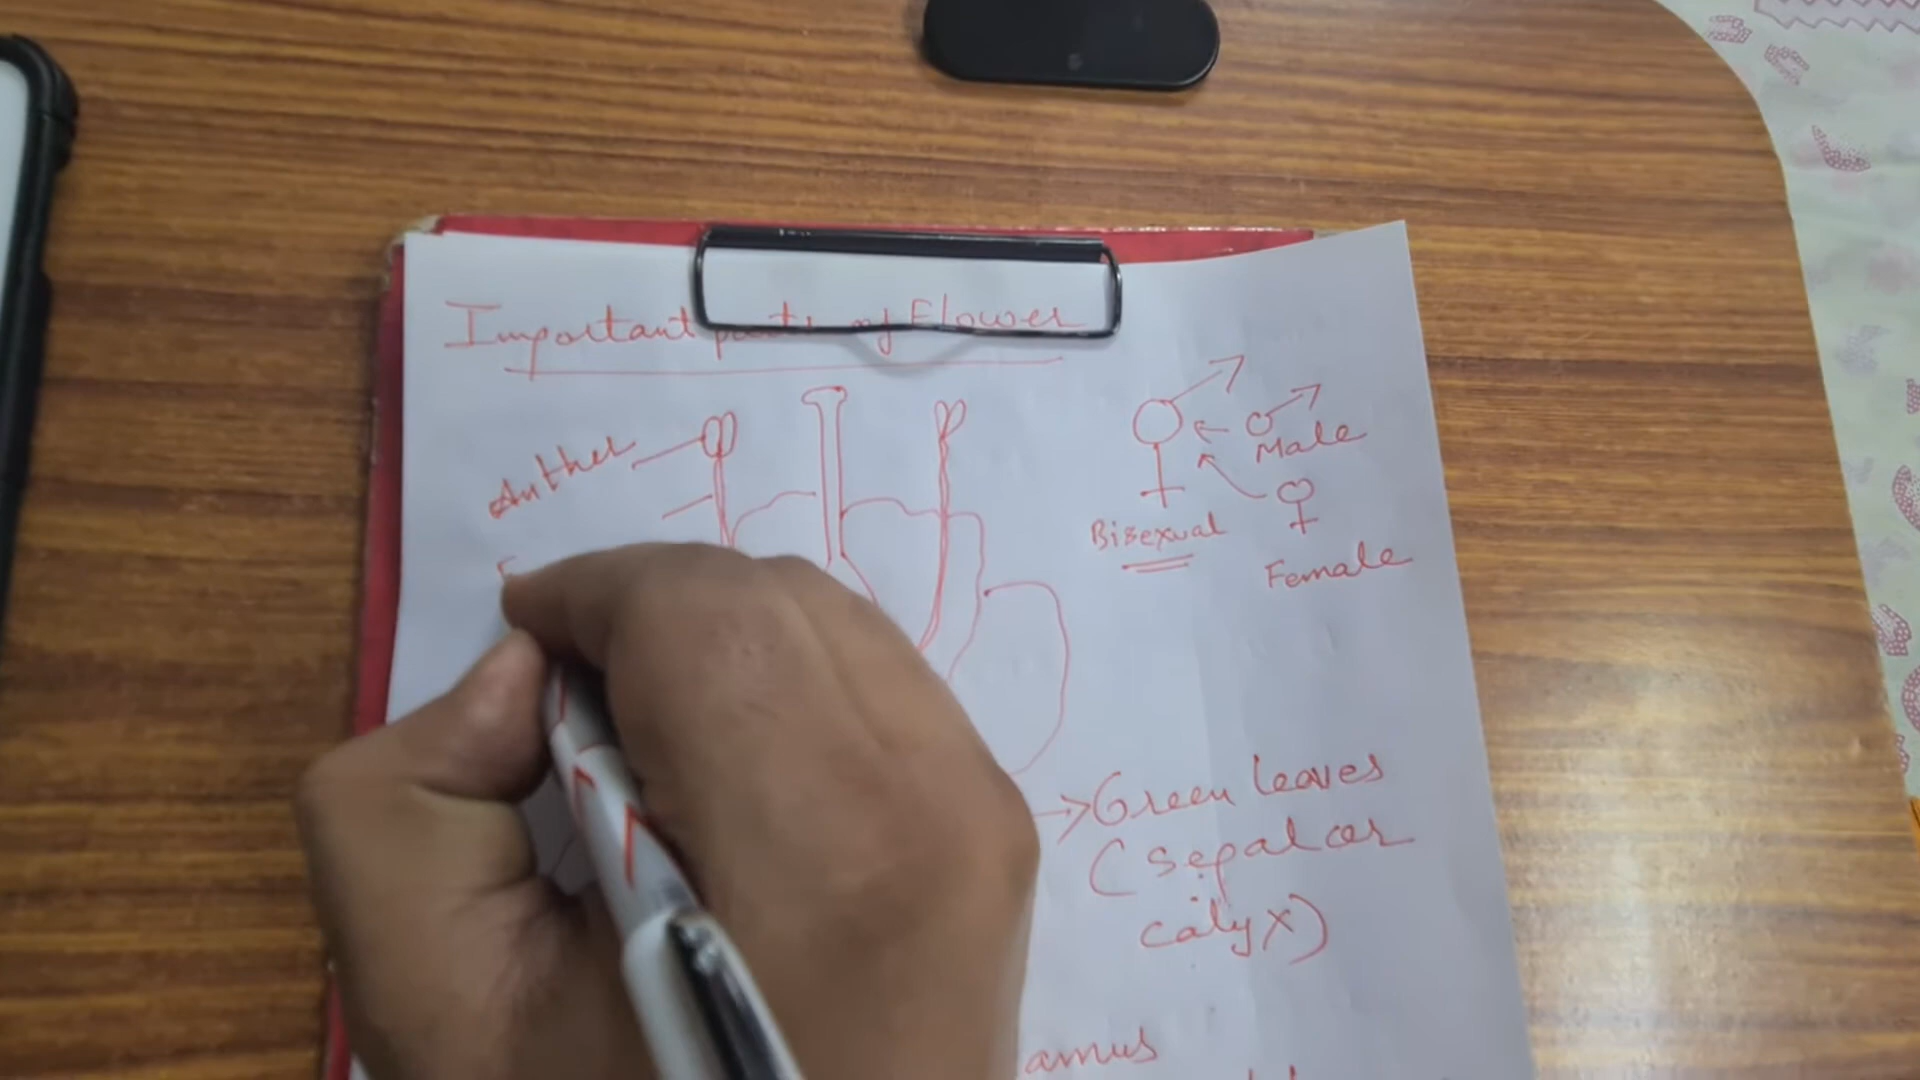 Important parts of Flower
Anther
Male
Bisexual
Female
Green leaves
(sepal or
calyx)
amus